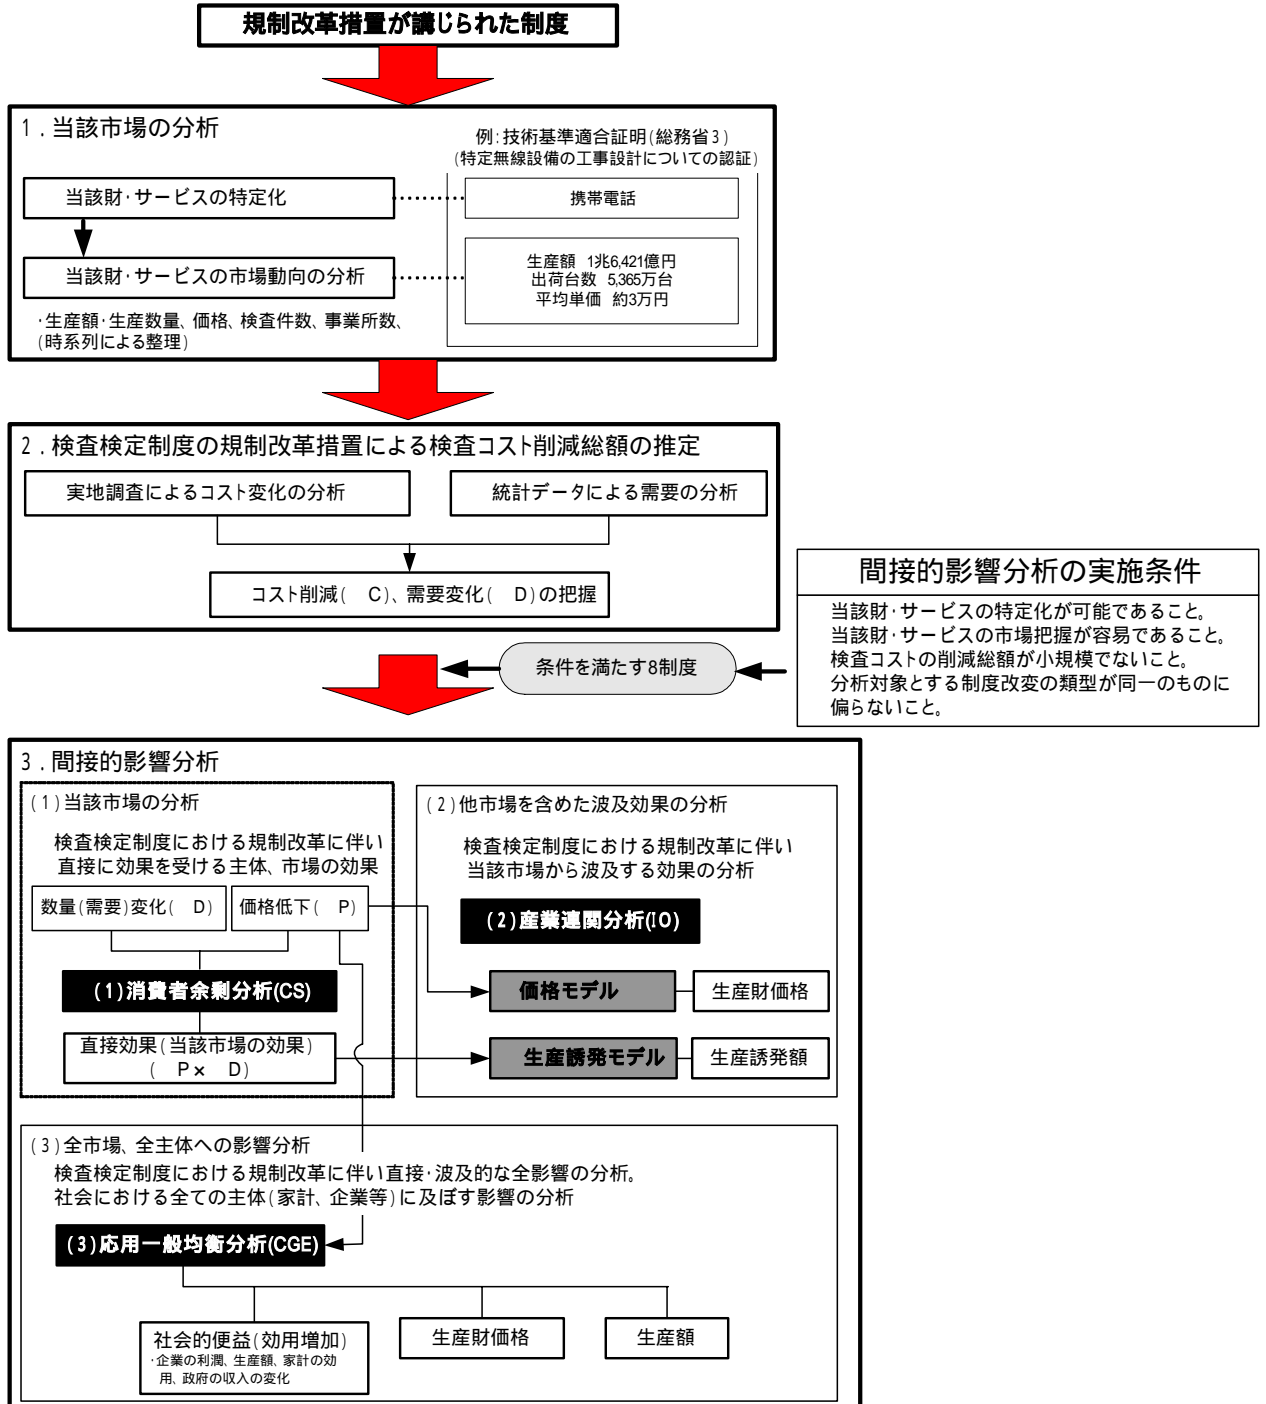 規制改革措置が講じられた制度
1.当該市場の分析
例:技術基準適合証明(総務省3)
(特定無線設備の工事設計についての認証)
当該財・サービスの特定化
携帯電話
当該財・サービスの市場動向の分析
生産額 1兆6,421億円
出荷台数 5,365万台
平均単価 約3万円
・生産額・生産数量、価格、検査件数、事業所数、
(時系列による整理)
2.検査検定制度の規制改革措置による検査コスト削減総額の推定
実地調査によるコスト変化の分析
統計データによる需要の分析
コスト削減( C)、需要変化( D)の把握
間接的影響分析の実施条件
当該財・サービスの特定化が可能であること。
当該財・サービスの市場把握が容易であること。
検査コストの削減総額が小規模でないこと。
分析対象とする制度改変の類型が同一のものに
偏らないこと。
条件を満たす8制度
3.間接的影響分析
(1)当該市場の分析
検査検定制度における規制改革に伴い
直接に効果を受ける主体、市場の効果
数量(需要)変化( D)
価格低下( P)
(1)消費者余剰分析(CS)
直接効果(当該市場の効果)
( P× D)
(2)他市場を含めた波及効果の分析
検査検定制度における規制改革に伴い
当該市場から波及する効果の分析
(2)産業連関分析(IO)
価格モデル
生産財価格
生産誘発モデル
生産誘発額
(3)全市場、全主体への影響分析
検査検定制度における規制改革に伴い直接・波及的な全影響の分析。
社会における全ての主体(家計、企業等)に及ぼす影響の分析
(3)応用一般均衡分析(CGE)
社会的便益(効用増加)
・企業の利潤、生産額、家計の効
用、政府の収入の変化
生産財価格
生産額